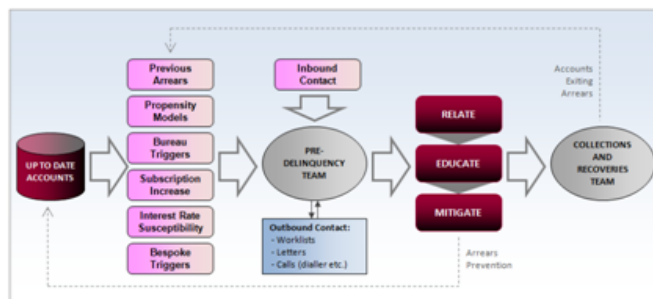 Previous
Arrears
Propensity
Models
Bureau
Triggers
Subscription
Increase
Interest Rate
Susceptibility
Bespoke
Triggers
UP TO DATE
ACCOUNTS
Inbound
Contact
PRE-
DELINQUENCY
TEAM
Outbound Contact:
- Worklists
- Letters
- Calls (dialler etc.)
RELATE
EDUCATE
MITIGATE
Arrears
Prevention
Accounts
Exiting
Arrears
COLLECTIONS
AND
RECOVERIES
TEAM